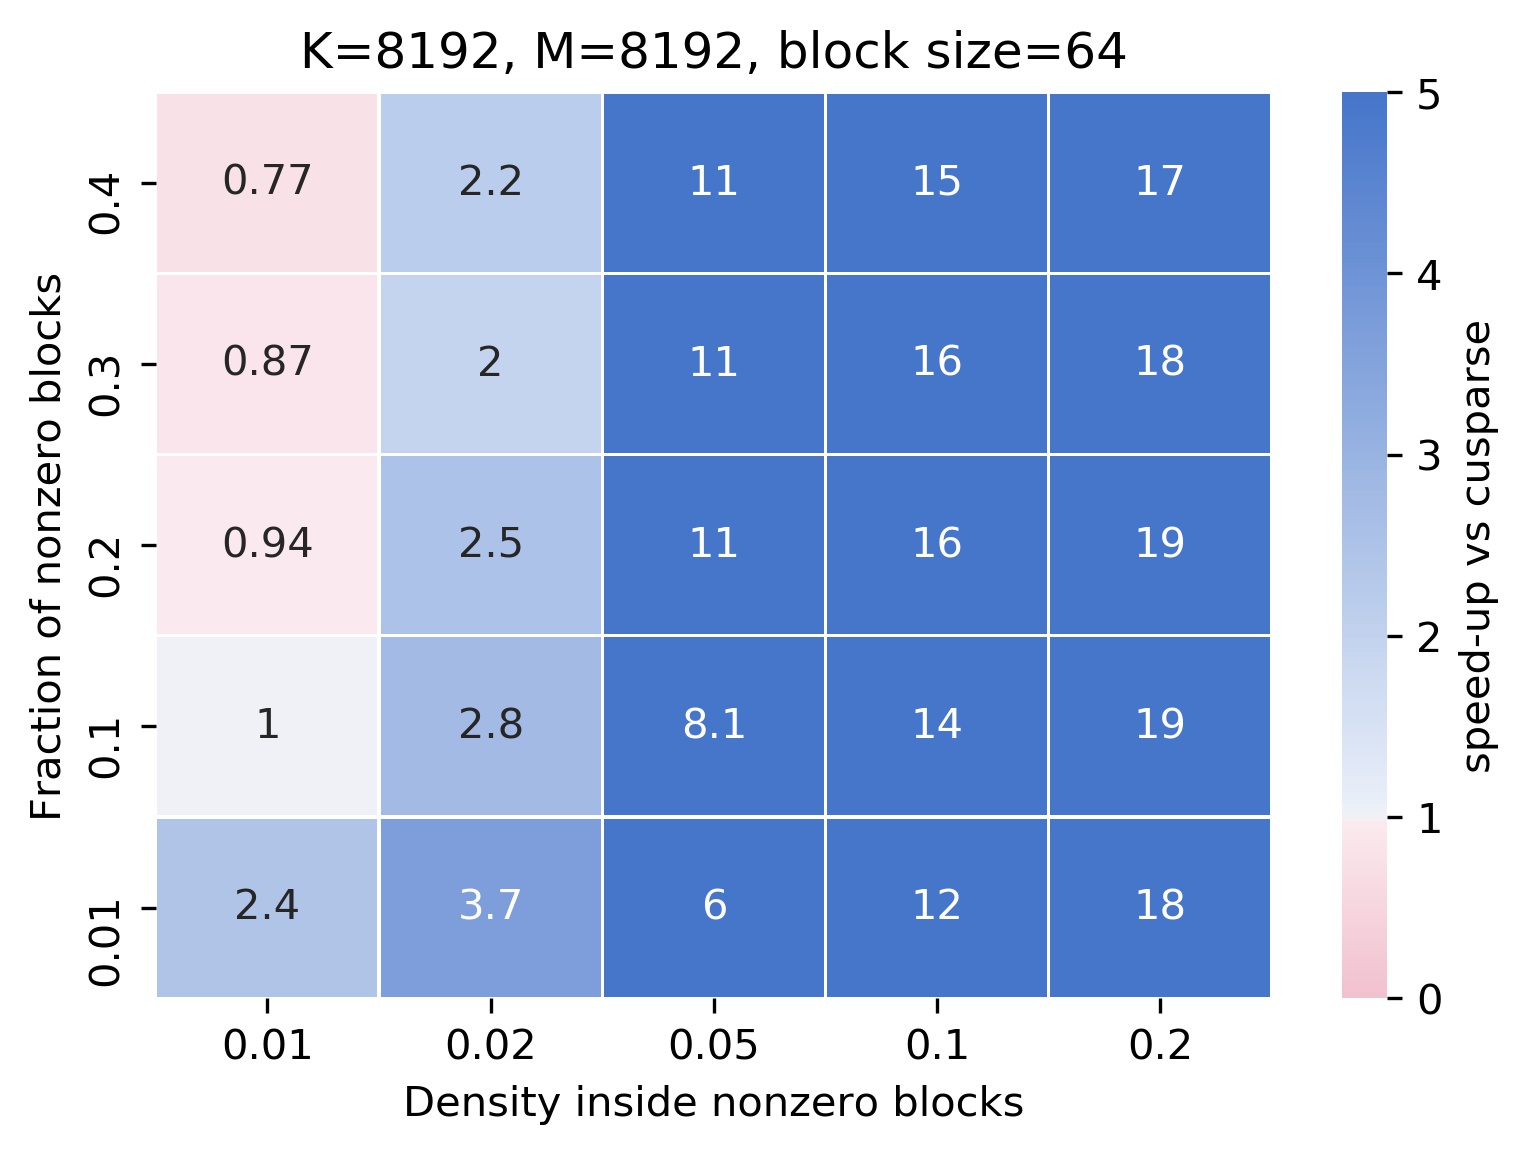 K=8192, M=8192, block size=64
Fraction of nonzero blocks
0.4 0.77 2.2 11 15 17
0.3 0.87 2 11 16 18
0.2 0.94 2.5 11 16 19
0.1 1 2.8 8.1 14 19
0.01 2.4 3.7 6 12 18
0.01 0.02 0.05 0.1 0.2
Density inside nonzero blocks
5
4
3
2
1
0
speed-up vs cusparse